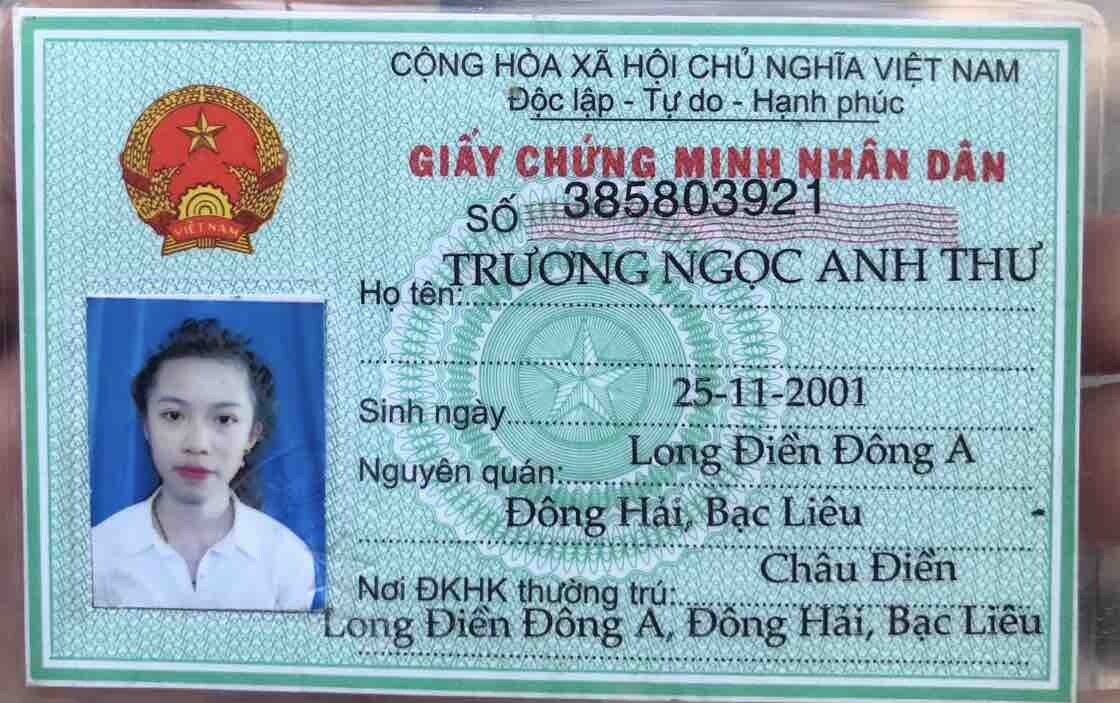 CỘNG HÒA XÃ HỘI CHỦ NGHĨA VIỆT NAM
Độc lập - Tự do - Hạnh phúc
GIẤY CHỨNG MINH NHÂN DÂN
SỐ 385803921
VIỆT NAM
Họ tên: TRƯƠNG NGỌC ANH THƯ
Sinh ngày 25-11-2001
Nguyên quán: Long Điền Đông A
Đông Hải, Bạc Liêu
Nơi ĐKHK thường trú: Châu Điền
Long Điền Đông A, Đông Hải, Bạc Liêu